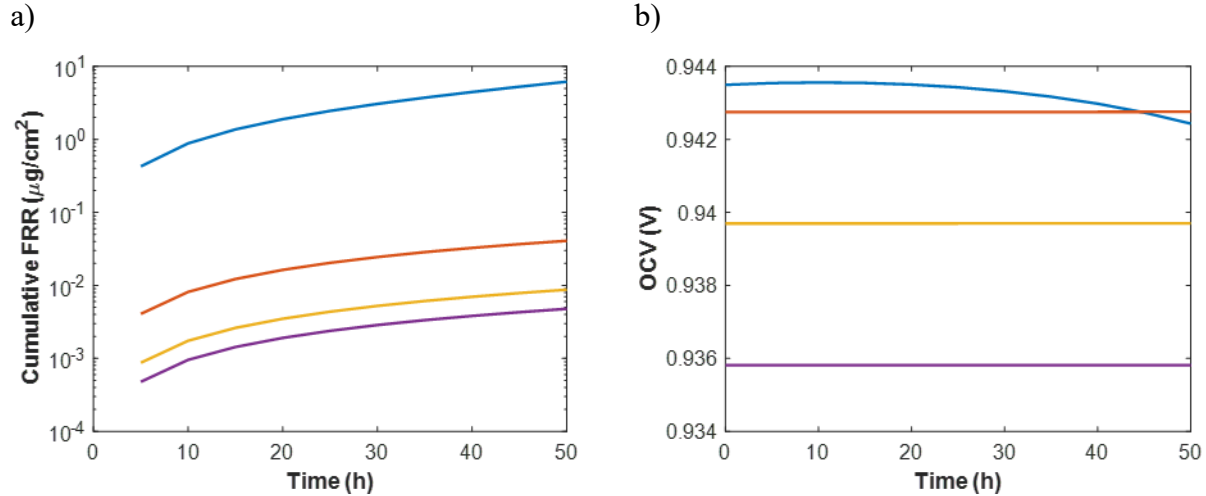 a)
10^1
10^0
10^-1
10^-2
10^-3
10^-4
0 10 20 30 40 50
Time (h)
Cumulative FRR (μg/cm^2)
b)
0.944
0.942
0.94
0.938
0.936
0.934
0 10 20 30 40 50
Time (h)
OCV (V)